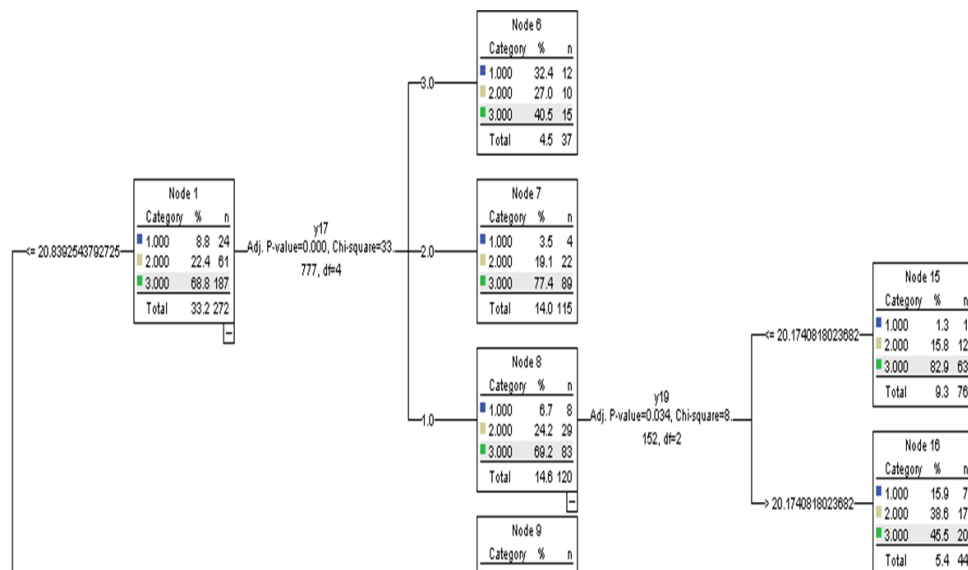 Node 6
Category % n
1.000 32.4 12
2.000 27.0 10
3.000 40.5 15
Total 4.5 37
3.0
Node 1
Category % n
1.000 8.8 24
2.000 22.4 61
3.000 68.8 187
Total 33.2 272
<= 20.8392543792725
y17
Adj. P-value=0.000, Chi-square=33.
777, df=4
2.0
Node 7
Category % n
1.000 3.5 4
2.000 19.1 22
3.000 77.4 89
Total 14.0 115
1.0
Node 8
Category % n
1.000 6.7 8
2.000 24.2 29
3.000 69.2 83
Total 14.6 120
y19
Adj. P-value=0.034, Chi-square=8.
152, df=2
<= 20.1740818023682
Node 15
Category % n
1.000 1.3 1
2.000 15.8 12
3.000 82.9 63
Total 9.3 76
> 20.1740818023682
Node 16
Category % n
1.000 15.9 7
2.000 38.6 17
3.000 45.5 20
Total 5.4 44
Node 9
Category % n